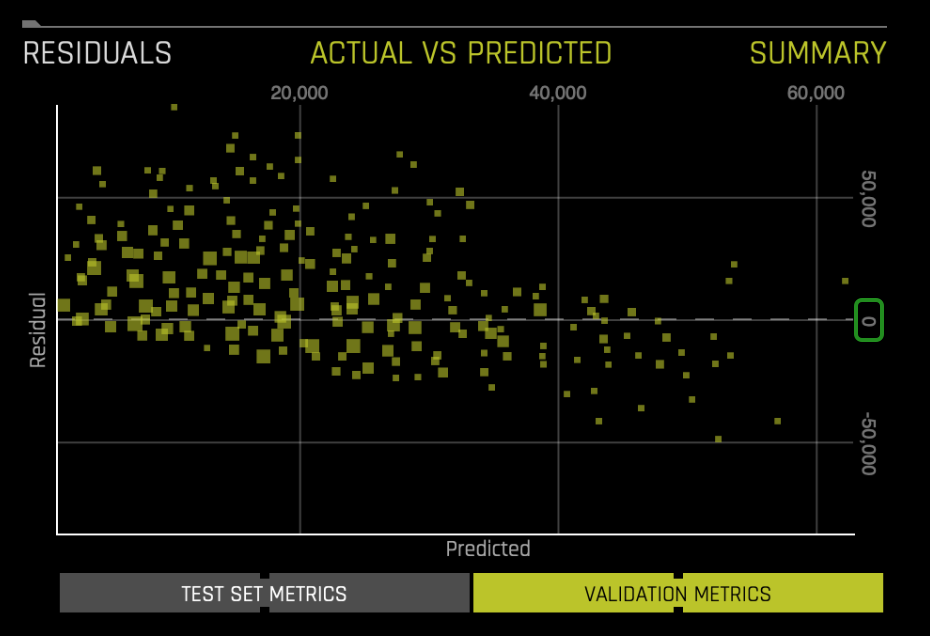 RESIDUALS
ACTUAL VS PREDICTED
SUMMARY
20,000
40,000
60,000
50,000
0
-50,000
Residual
Predicted
TEST SET METRICS
VALIDATION METRICS